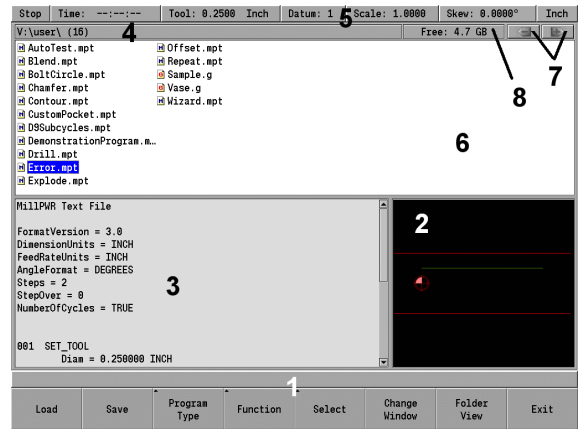 Stop Time: --:--:-- Tool: 0.2500 Inch Datum: 1 Scale: 1.0000 Skew: 0.0000° Inch
5
V:\user\ (16) Free: 4.7 GB
4
7
8
AutoTest.mpt Offset.mpt
Blend.mpt Repeat.mpt
BoltCircle.mpt Sample.g
Chamfer.mpt Vase.g
Contour.mpt Wizard.mpt
CustomPocket.mpt
D9Subcycles.mpt
DemonstrationProgram.m…
Drill.mpt
Error.mpt
Explode.mpt
6
MillPWR Text File
FormatVersion = 3.0
DimensionUnits = INCH
FeedRateUnits = INCH
AngleFormat = DEGREES
Steps = 2
StepOver = 0
NumberOfCycles = TRUE
001 SET_TOOL
Diam = 0.250000 INCH
3
2
1
Load Save Program Type Function Select Change Window Folder View Exit